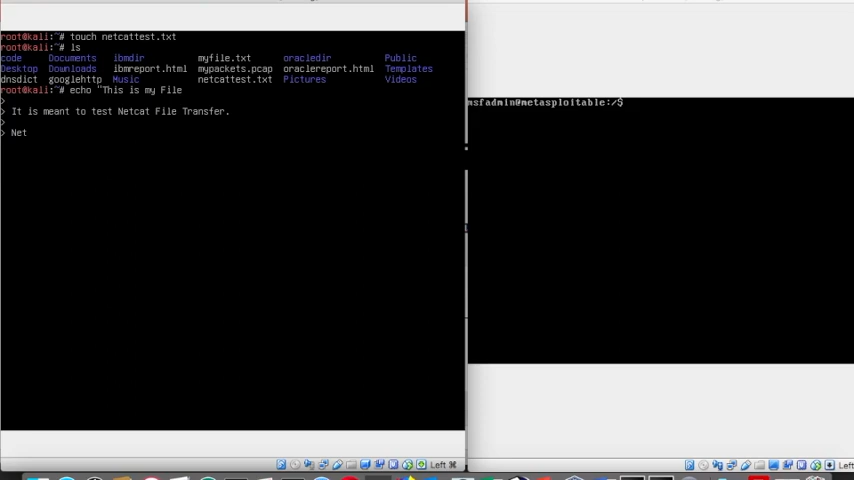 root@kali:~# touch netcattest.txt
root@kali:~# ls
code Documents ibmdir myfile.txt oracledir Public
Desktop Downloads ibmreport.html mypackets.pcap oraclereport.html Templates
dnsdict googlehttp Music netcattest.txt Pictures Videos
root@kali:~# echo "This is my File
>
> It is meant to test Netcat File Transfer.
>
> Net
msfadmin@metasploitable:/$
Left ⌘
Left